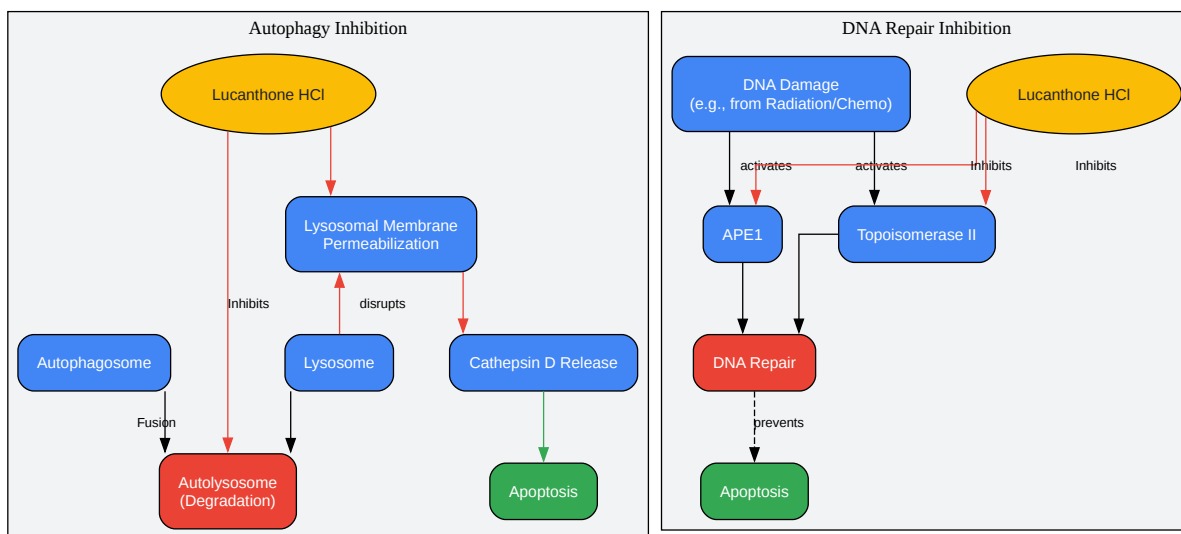 Autophagy Inhibition
Lucanthone HCl
Lysosomal Membrane
Permeabilization
Inhibits
disrupts
Autophagosome
Lysosome
Cathepsin D Release
Fusion
Autolysosome
(Degradation)
Apoptosis
DNA Repair Inhibition
DNA Damage
(e.g., from Radiation/Chemo)
Lucanthone HCl
activates
activates
Inhibits
Inhibits
APE1
Topoisomerase II
DNA Repair
prevents
Apoptosis